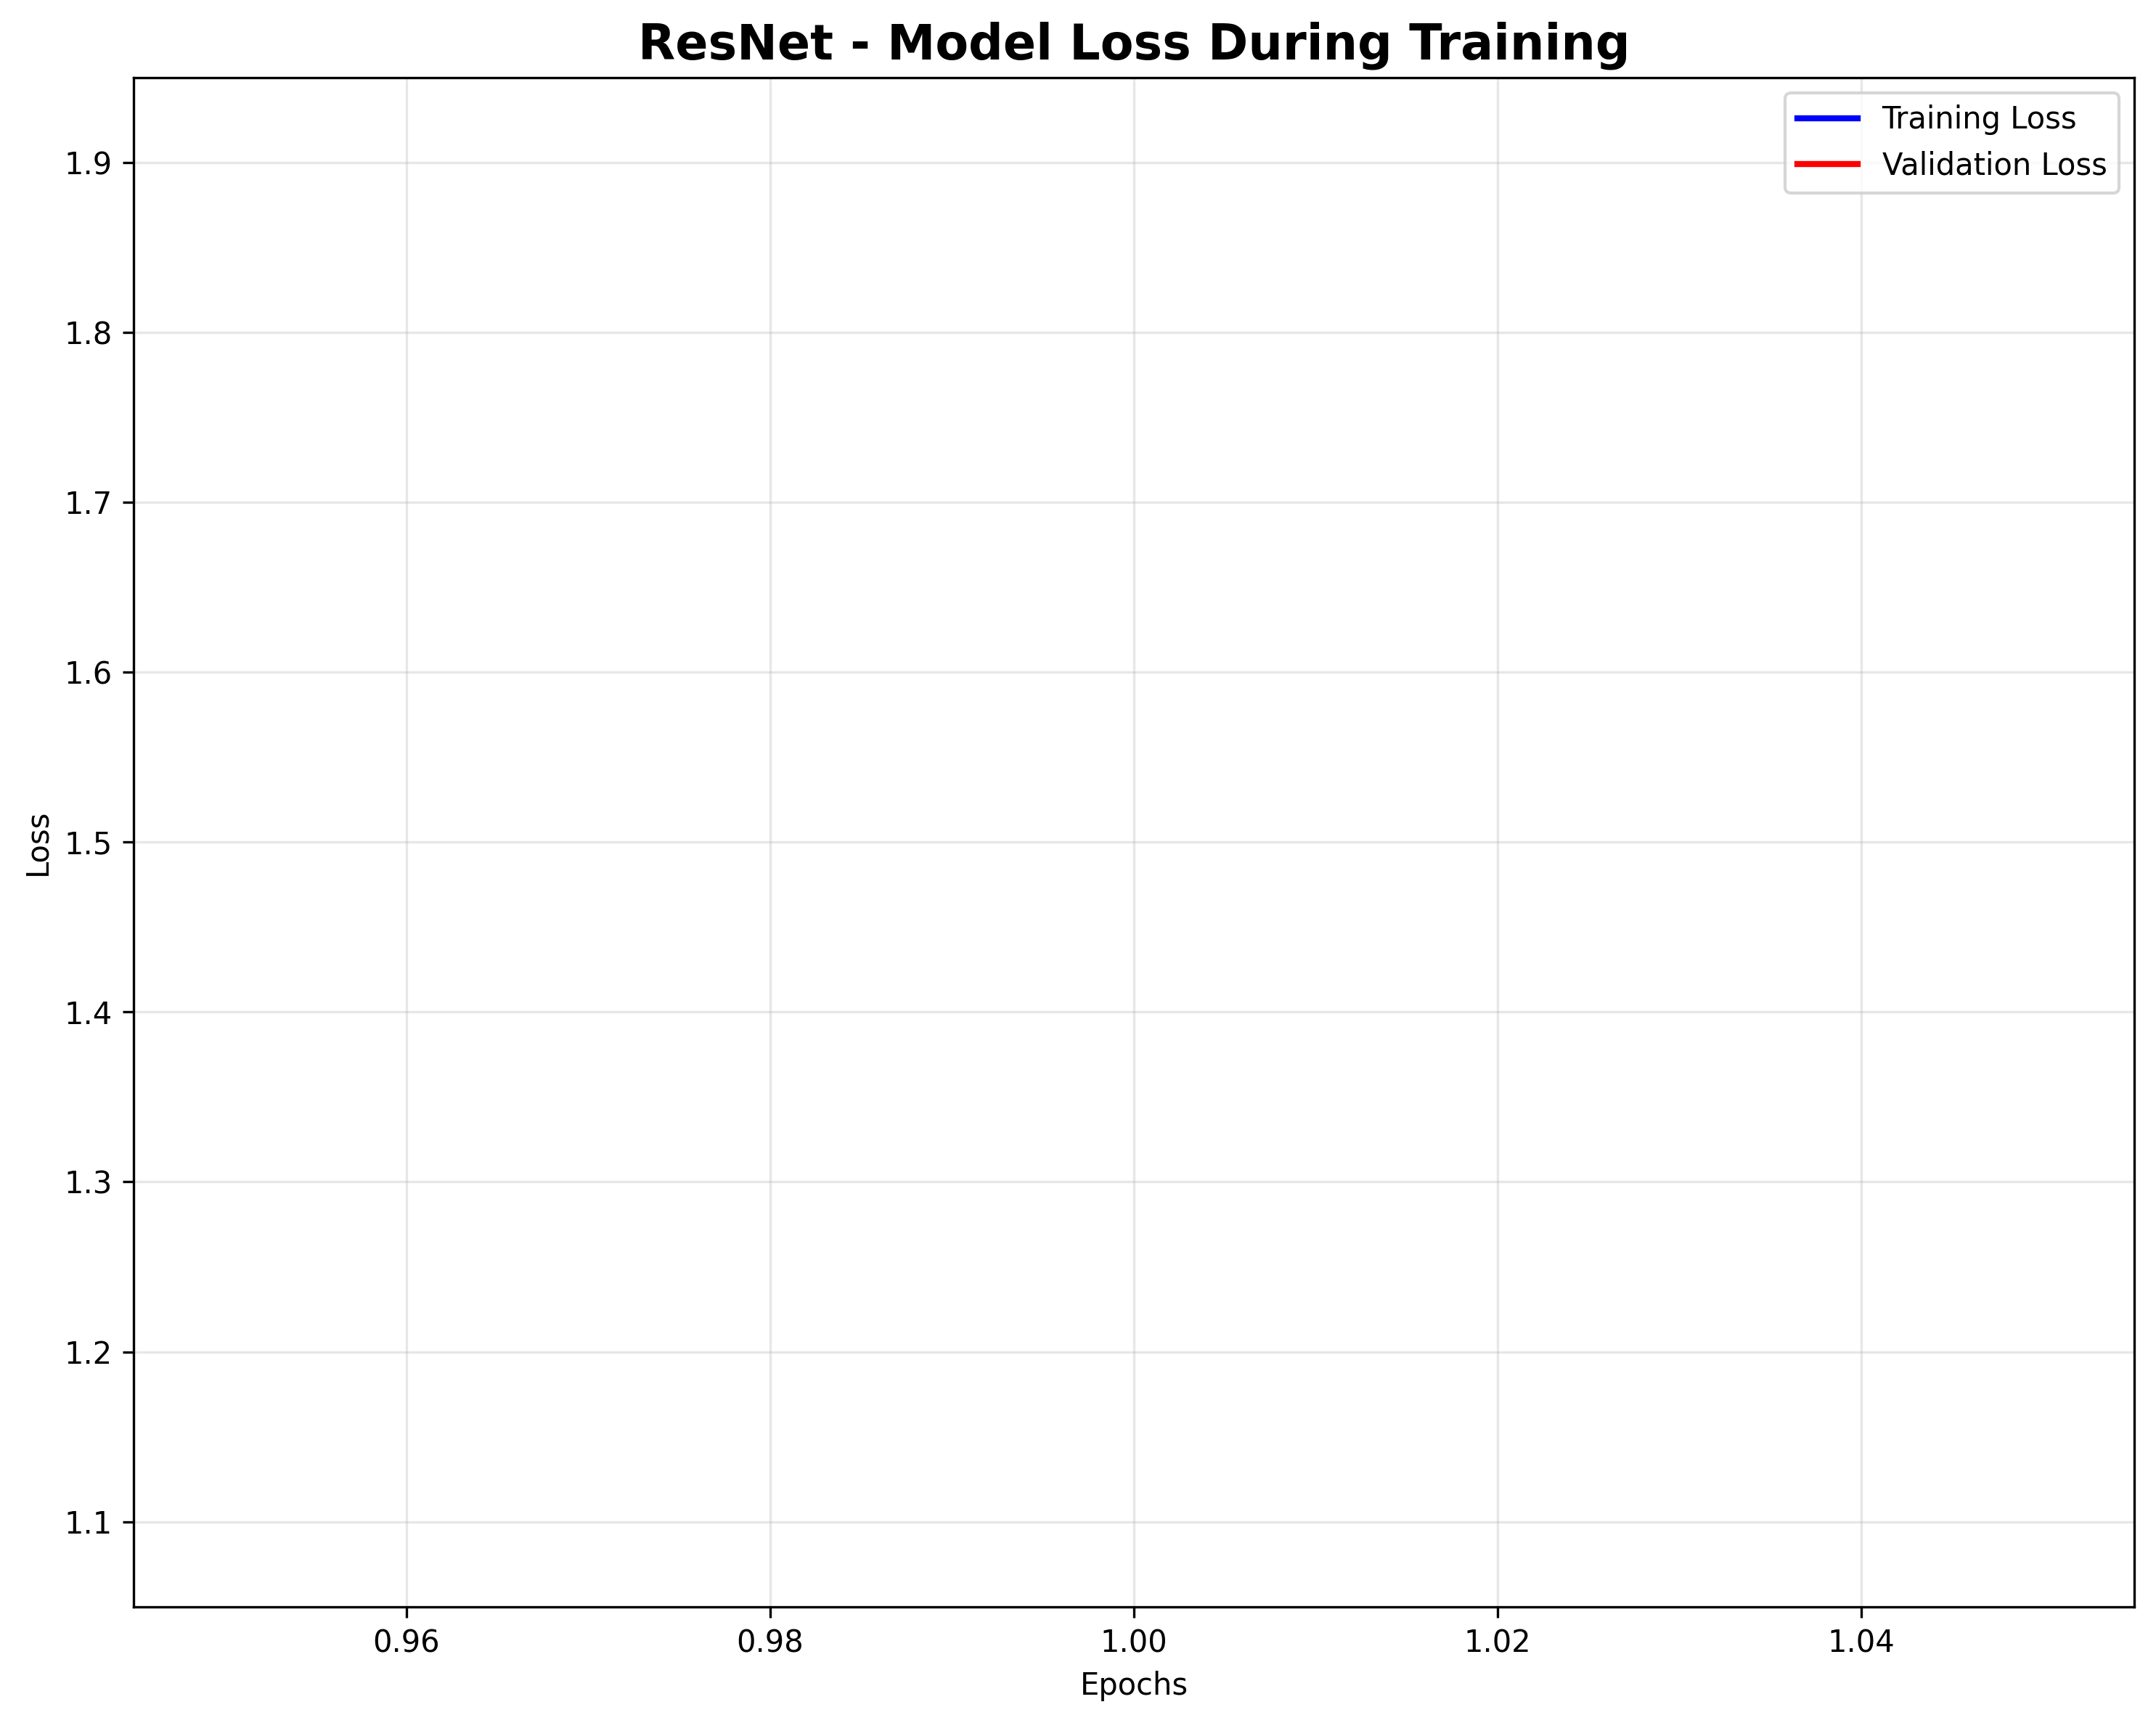 ResNet - Model Loss During Training
Training Loss
Validation Loss
1.9
1.8
1.7
1.6
1.5
1.4
1.3
1.2
1.1
Loss
0.96 0.98 1.00 1.02 1.04
Epochs